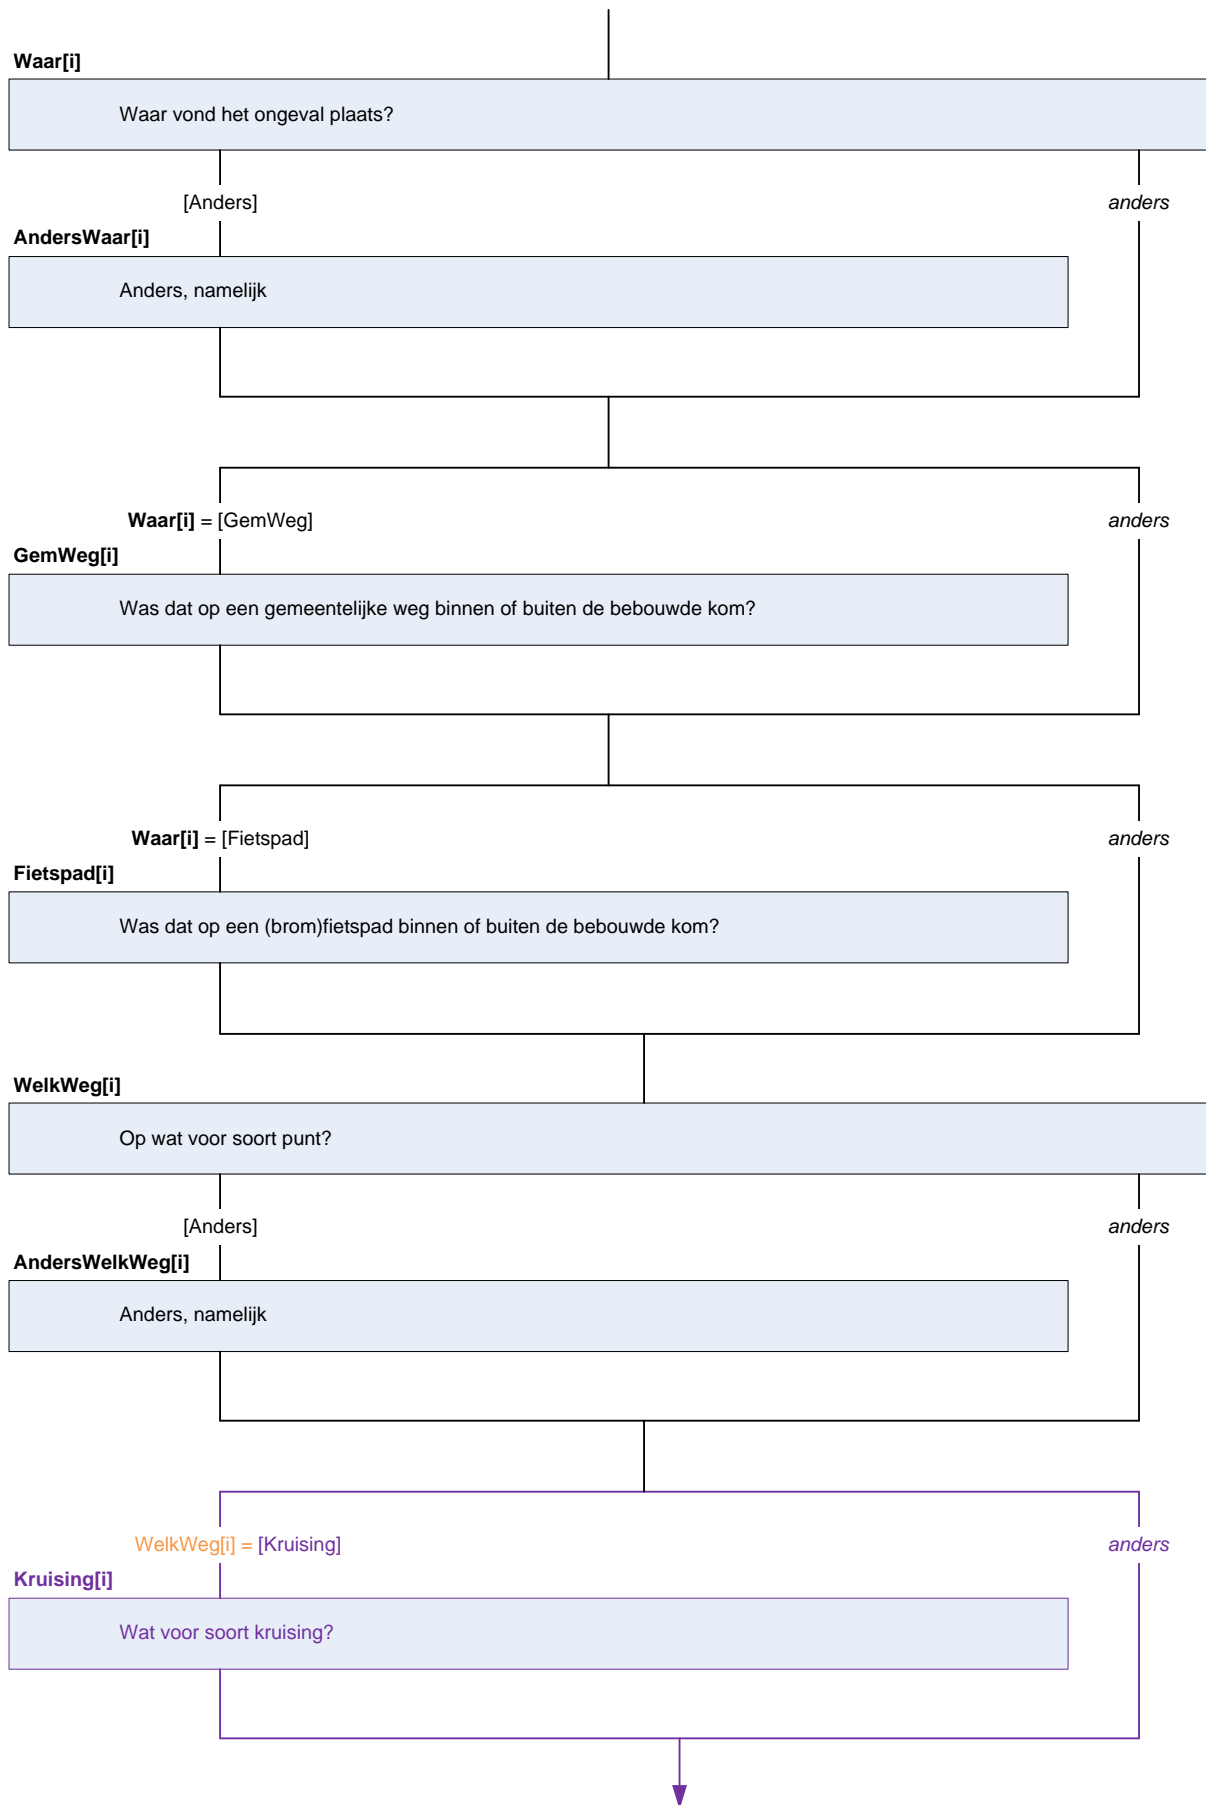 Waar[i]
Waar vond het ongeval plaats?
[Anders] anders
AndersWaar[i]
Anders, namelijk
Waar[i] = [GemWeg] anders
GemWeg[i]
Was dat op een gemeentelijke weg binnen of buiten de bebouwde kom?
Waar[i] = [Fietspad] anders
Fietspad[i]
Was dat op een (brom)fietspad binnen of buiten de bebouwde kom?
WelkWeg[i]
Op wat voor soort punt?
[Anders] anders
AndersWelkWeg[i]
Anders, namelijk
WelkWeg[i] = [Kruising] anders
Kruising[i]
Wat voor soort kruising?